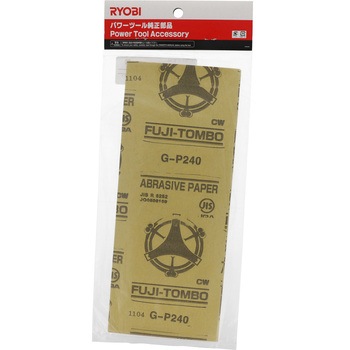 RYOBI
パワーツール純正部品
Power Tool Accessory
1104
CW
FUJI-TOMBO
G-P240
ABRASIVE PAPER
JIS R 6252
JIS
CW
FUJI-TOMBO
1104 G-P240